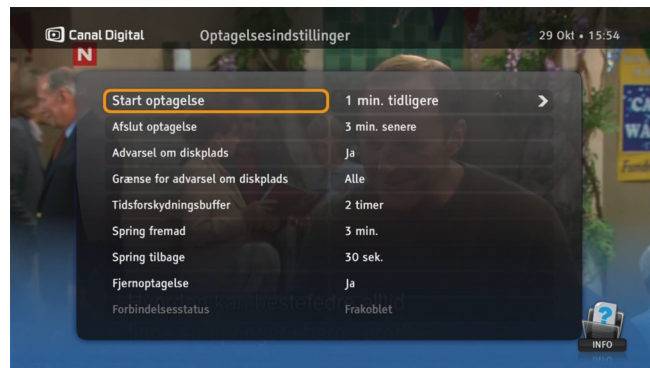 Canal Digital
Optagelsesindstillinger
29 Okt • 15:54
N
Start optagelse 1 min. tidligere
Afslut optagelse 3 min. senere
Advarsel om diskplads Ja
Grænse for advarsel om diskplads Alle
Tidsforskydningsbuffer 2 timer
Spring fremad 3 min.
Spring tilbage 30 sek.
Fjernoptagelse Ja
Forbindelsesstatus Frakoblet
?
INFO